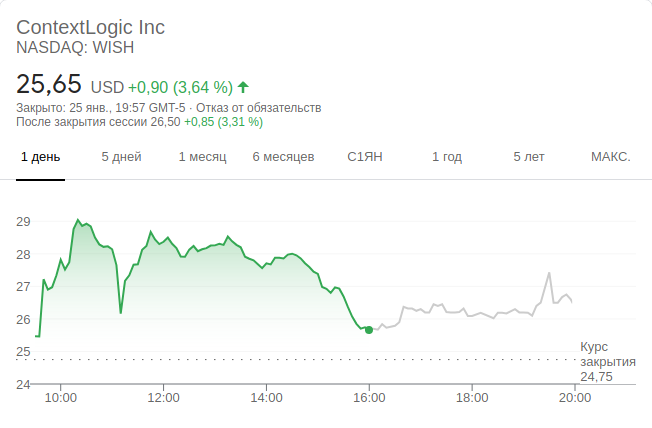 ContextLogic Inc
NASDAQ: WISH
25,65 USD +0,90 (3,64 %)
Закрыто: 25 янв., 19:57 GMT-5 · Отказ от обязательств
После закрытия сессии 26,50 +0,85 (3,31 %)
1 день 5 дней 1 месяц 6 месяцев С1ЯН 1 год 5 лет МАКС.
29
28
27
26
25
24
Курс
закрытия
24,75
10:00 12:00 14:00 16:00 18:00 20:00